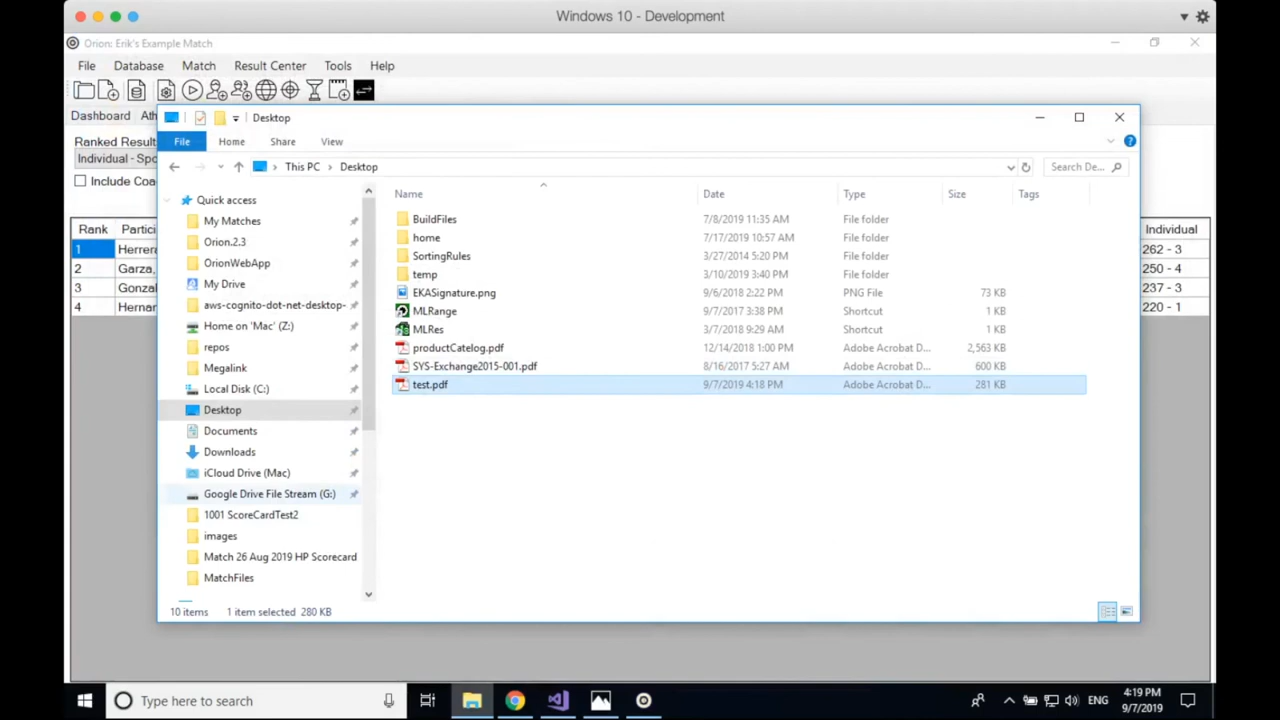 Windows 10 - Development
Orion: Erik's Example Match
File Database Match Result Center Tools Help
Desktop
Dashboard Ath
File Home Share View
Ranked Result
Individual - Spo
This PC Desktop Search De...
Include Coa
Name Date Type Size Tags
Quick access
My Matches
Orion.2.3
OrionWebApp
My Drive
aws-cognito-dot-net-desktop-
Home on 'Mac' (Z:)
repos
Megalink
Local Disk (C:)
Desktop
Documents
Downloads
iCloud Drive (Mac)
Google Drive File Stream (G:)
1001 ScoreCardTest2
images
Match 26 Aug 2019 HP Scorecard
MatchFiles
BuildFiles 7/8/2019 11:35 AM File folder
home 7/17/2019 10:57 AM File folder
SortingRules 3/27/2014 5:20 PM File folder
temp 3/10/2019 3:40 PM File folder
EKASignature.png 9/6/2018 2:22 PM PNG File 73 KB
MLRange 9/7/2017 3:38 PM Shortcut 1 KB
MLRes 3/7/2018 9:29 AM Shortcut 1 KB
productCatelog.pdf 12/14/2018 1:00 PM Adobe Acrobat D... 2,563 KB
SYS-Exchange2015-001.pdf 8/16/2017 5:27 AM Adobe Acrobat D... 600 KB
test.pdf 9/7/2019 4:18 PM Adobe Acrobat D... 281 KB
Rank Partici Individual
1 Herrer 262 - 3
2 Garza, 250 - 4
3 Gonzal 237 - 3
4 Hernan 220 - 1
10 items 1 item selected 280 KB
Type here to search
ENG
4:19 PM
9/7/2019